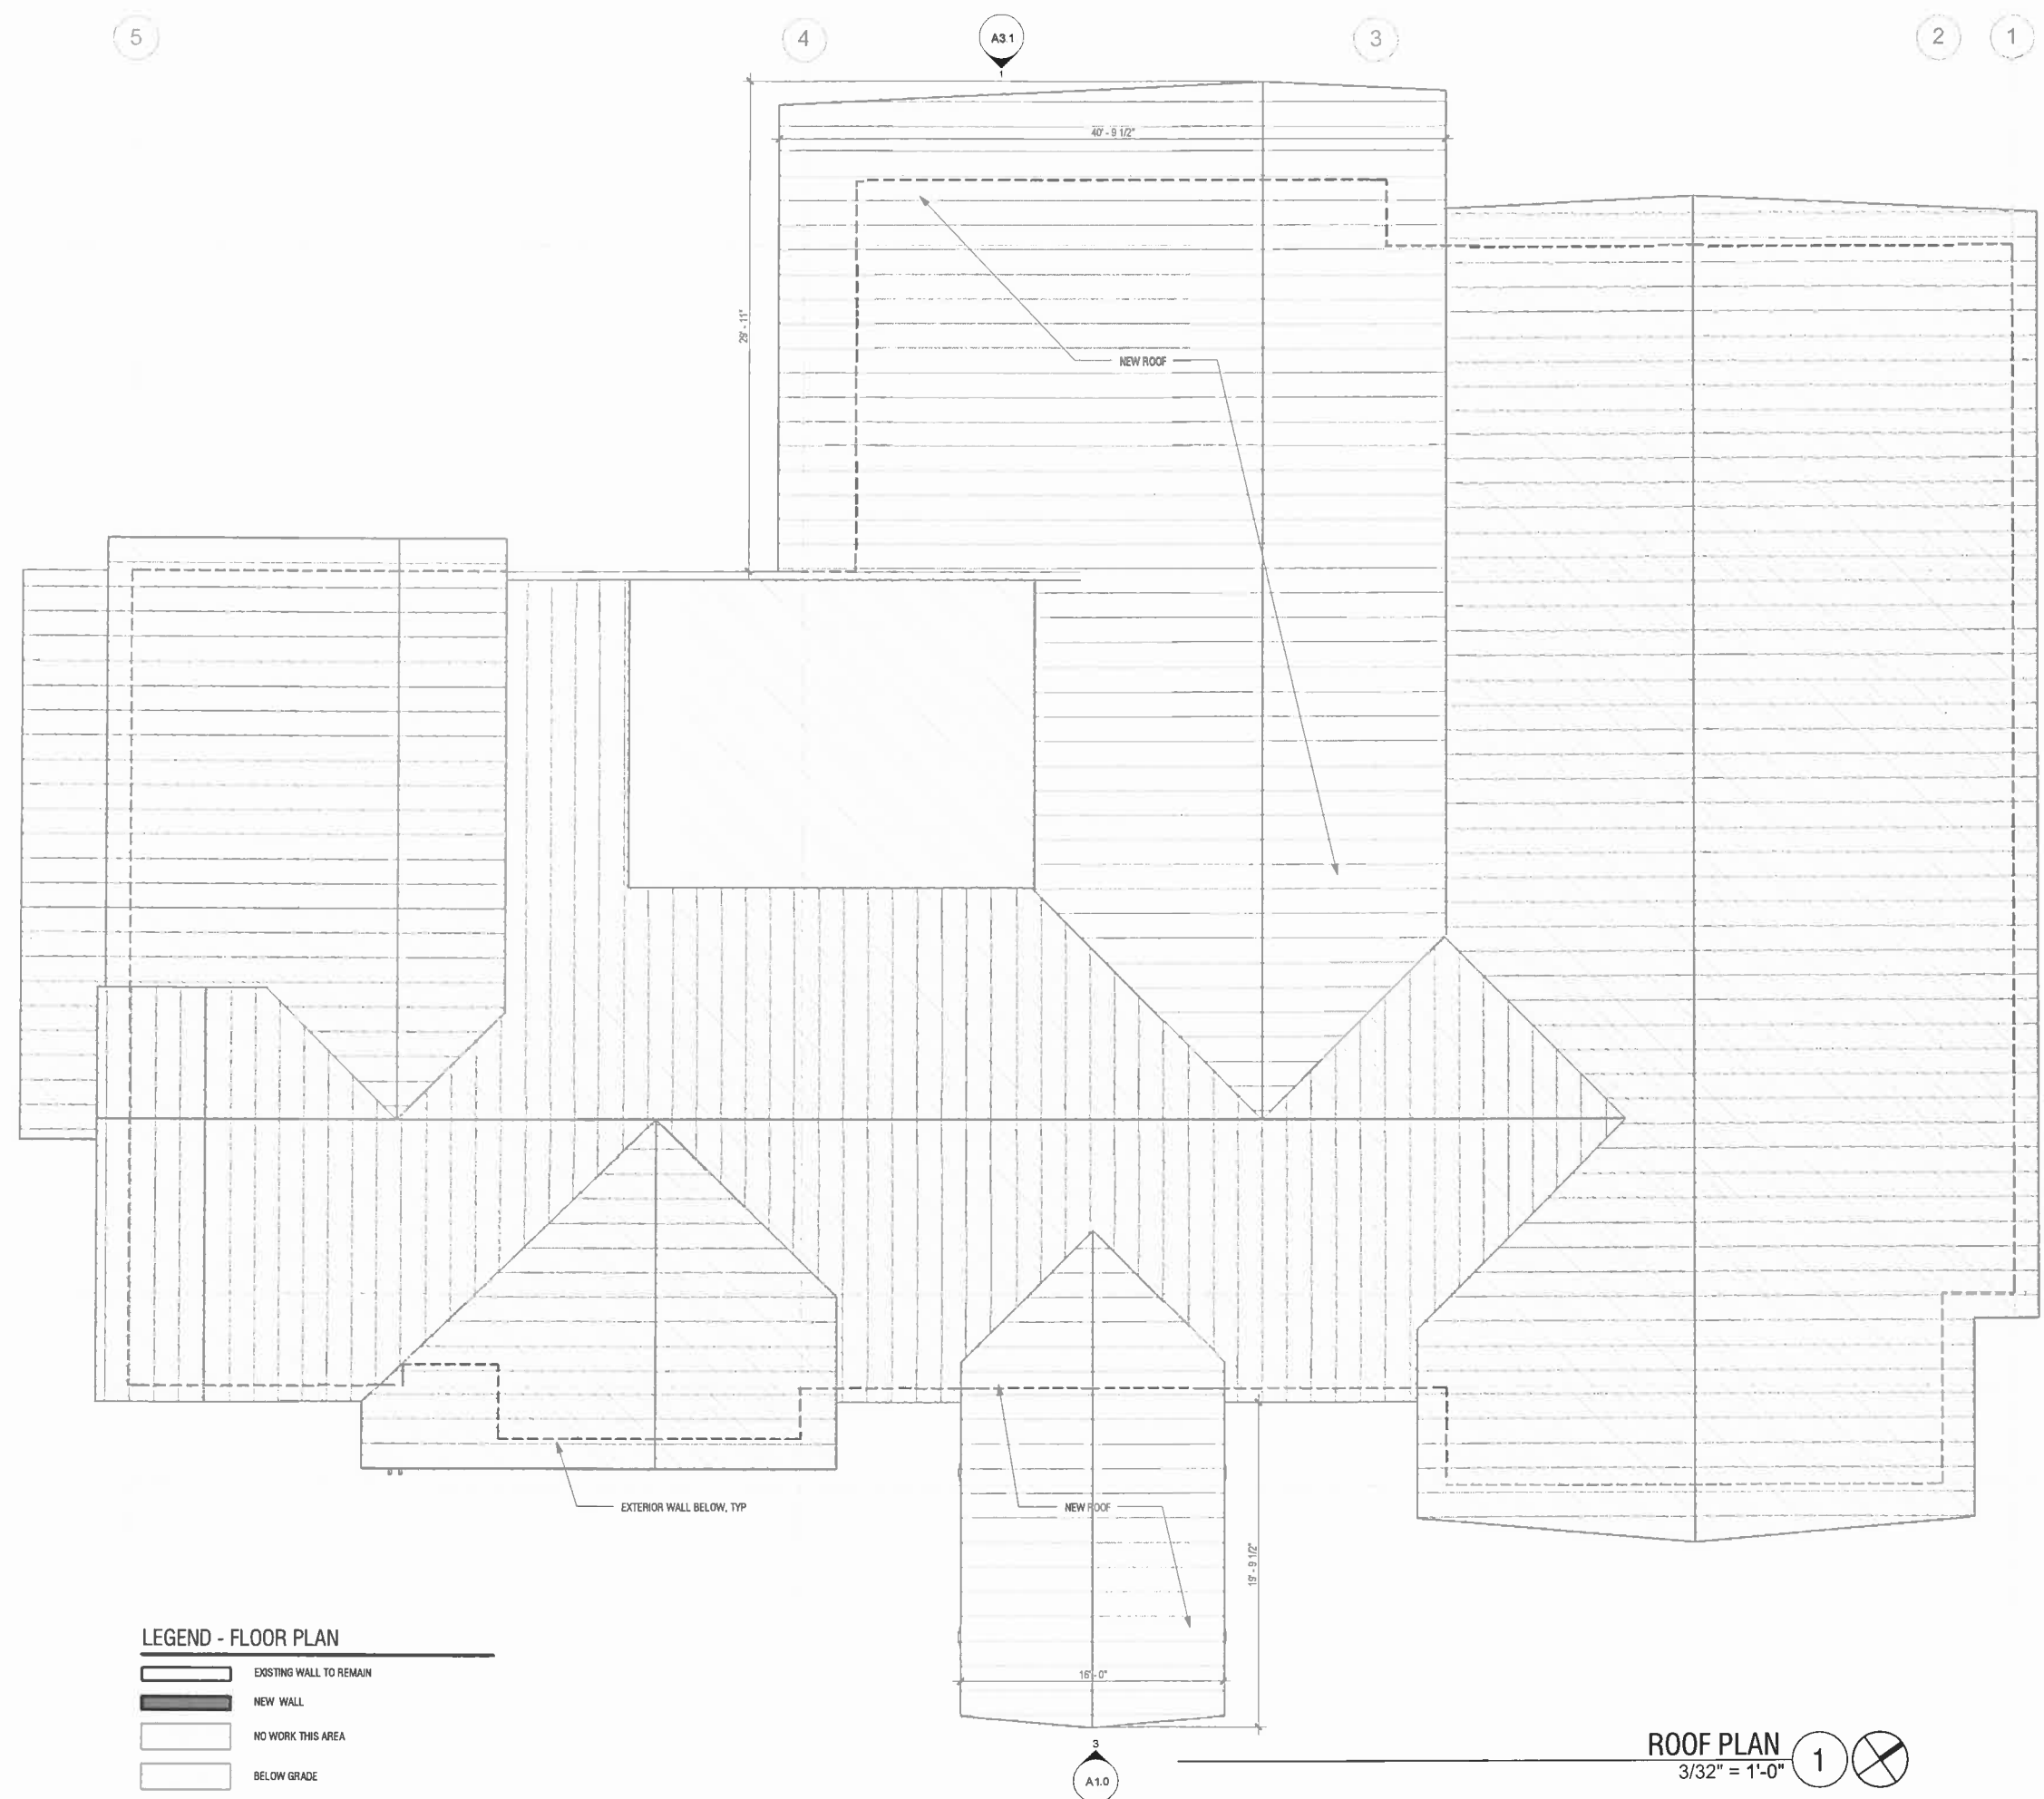 5
4
A3.1
1
3
2
1
40' - 9 1/2"
29' - 11"
NEW ROOF
EXTERIOR WALL BELOW, TYP
NEW ROOF
19' - 9 1/2"
16' - 0"
LEGEND - FLOOR PLAN
EXISTING WALL TO REMAIN
NEW WALL
NO WORK THIS AREA
BELOW GRADE
3
A1.0
ROOF PLAN
3/32" = 1'-0"
1